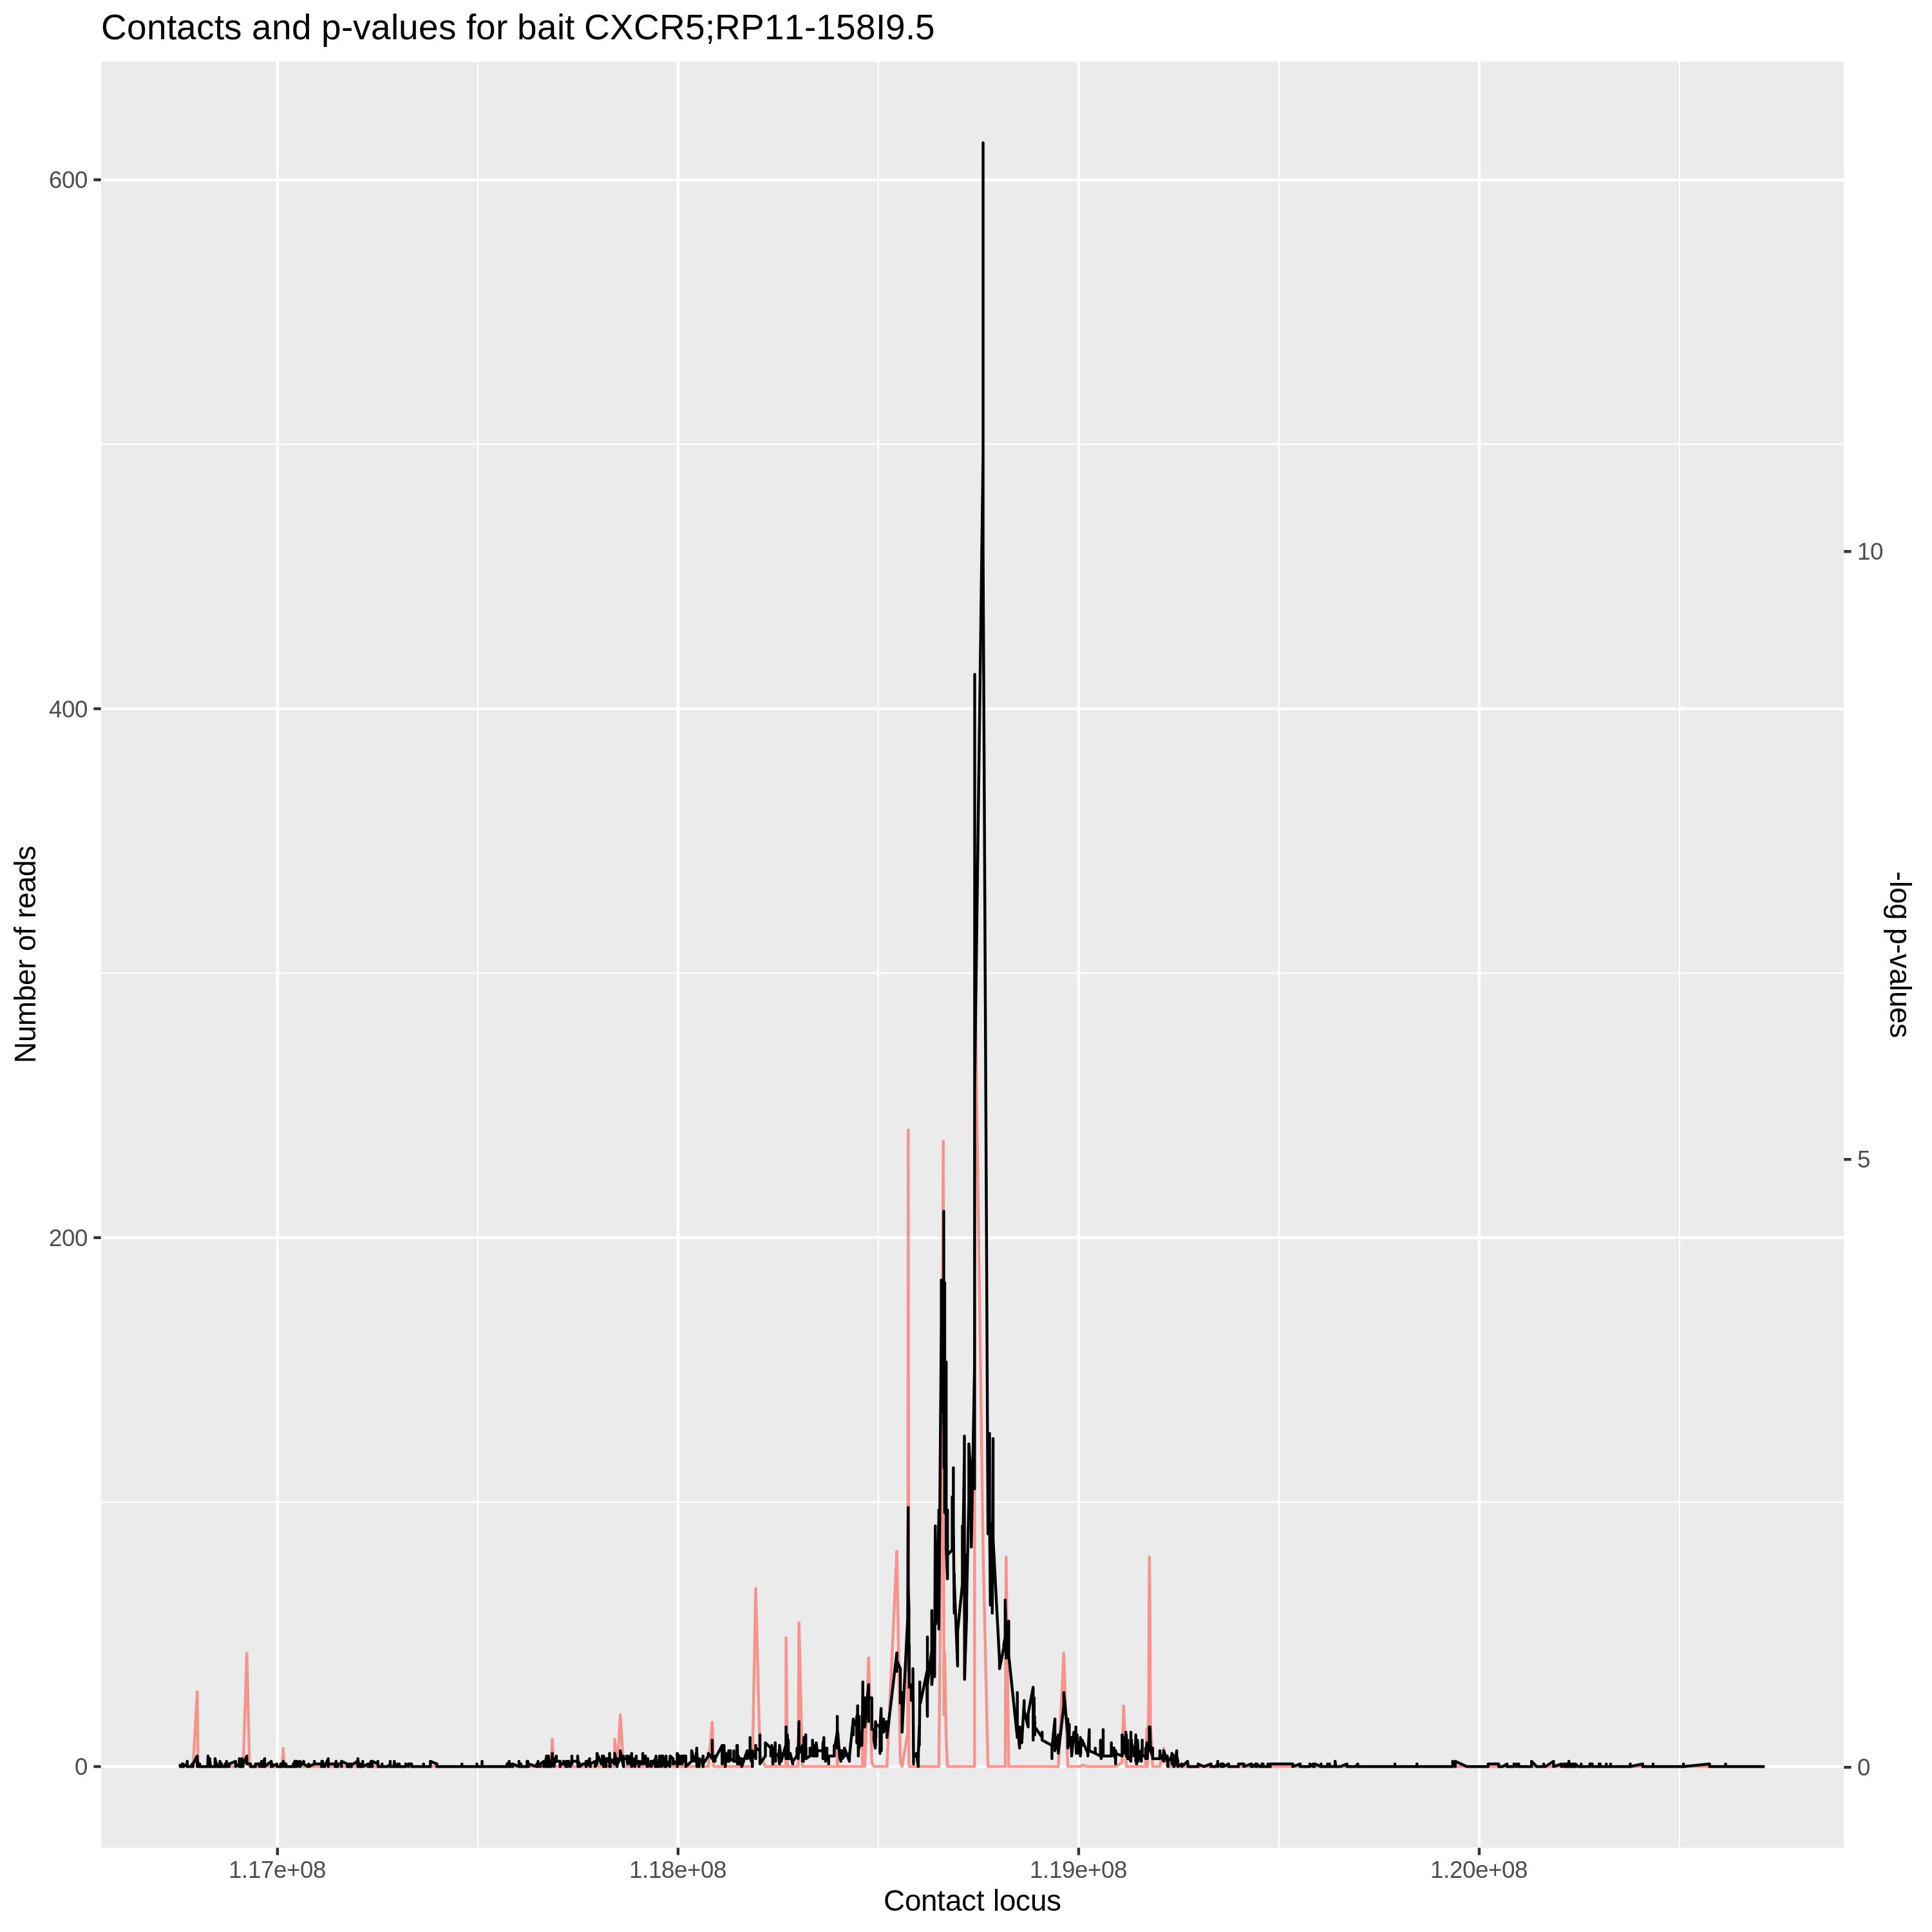 Contacts and p-values for bait CXCR5;RP11-158I9.5
600
400
200
0
Number of reads
10
5
0
-log p-values
1.17e+08
1.18e+08
1.19e+08
1.20e+08
Contact locus